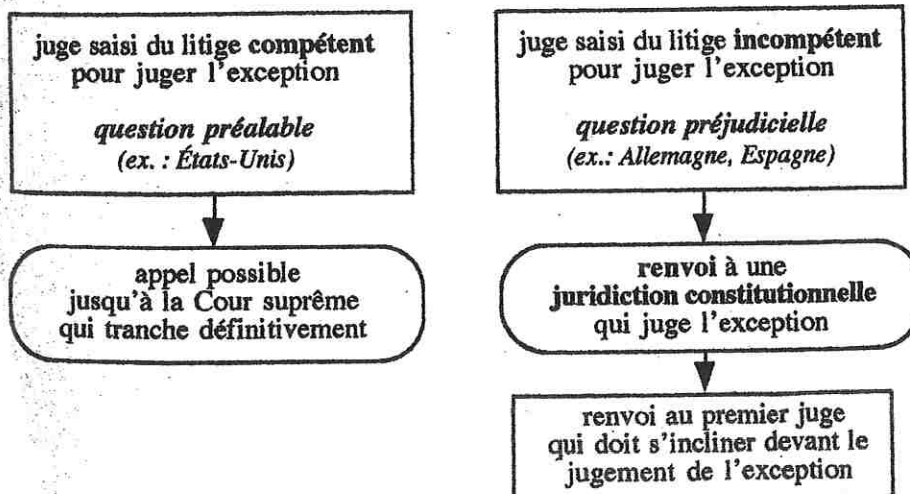 juge saisi du litige compétent
pour juger l'exception
question préalable
(ex. : États-Unis)
appel possible
jusqu'à la Cour suprême
qui tranche définitivement
juge saisi du litige incompétent
pour juger l'exception
question préjudicielle
(ex.: Allemagne, Espagne)
renvoi à une
juridiction constitutionnelle
qui juge l'exception
renvoi au premier juge
qui doit s'incliner devant le
jugement de l'exception